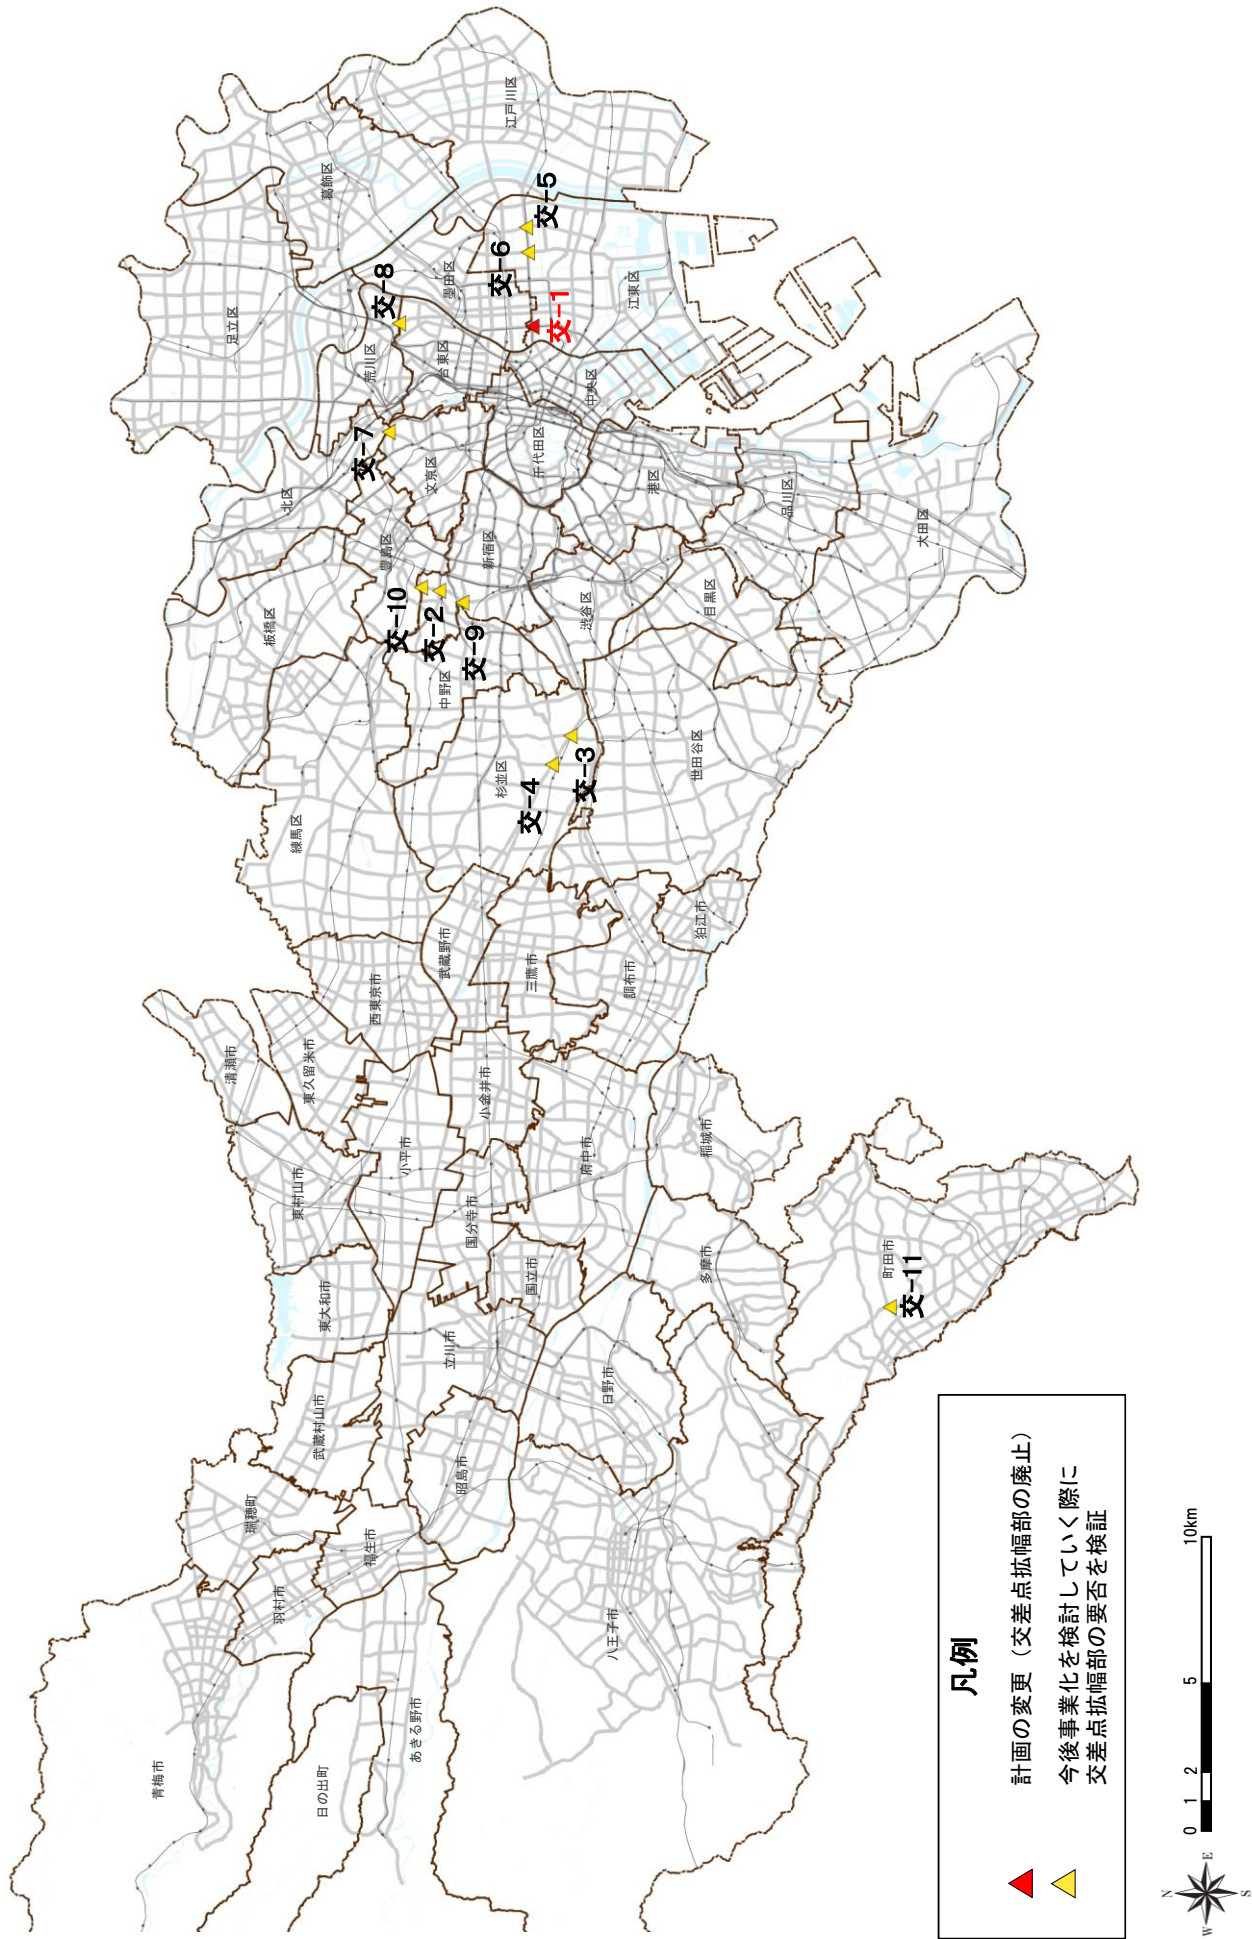 青梅市
日の出町
あきる野市
羽村市
瑞穂町
福生市
八王子市
昭島市
武蔵村山市
立川市
日野市
東大和市
国立市
多摩市
町田市
交-11
東村山市
国分寺市
小平市
府中市
稲城市
清瀬市
東久留米市
小金井市
西東京市
武蔵野市
三鷹市
調布市
狛江市
練馬区
杉並区
世田谷区
交-4
交-3
板橋区
中野区
交-10
交-2
交-9
豊島区
新宿区
渋谷区
目黒区
北区
交-7
文京区
千代田区
港区
品川区
大田区
足立区
荒川区
交-8
台東区
中央区
墨田区
江東区
交-6
交-5
交-1
葛飾区
江戸川区
凡例
計画の変更（交差点拡幅部の廃止）
今後事業化を検討していく際に
交差点拡幅部の要否を検証
0 1 2 5 10km
N
W E
S